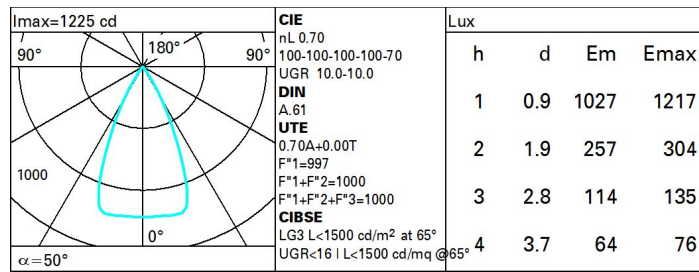 Imax=1225 cd
90°
180°
90°
1000
0°
α=50°
CIE
nL 0.70
100-100-100-100-70
UGR 10.0-10.0
DIN
A.61
UTE
0.70A+0.00T
F"1=997
F"1+F"2=1000
F"1+F"2+F"3=1000
CIBSE
LG3 L<1500 cd/m² at 65°
UGR<16 | L<1500 cd/mq @65°
Lux
h d Em Emax
1 0.9 1027 1217
2 1.9 257 304
3 2.8 114 135
4 3.7 64 76